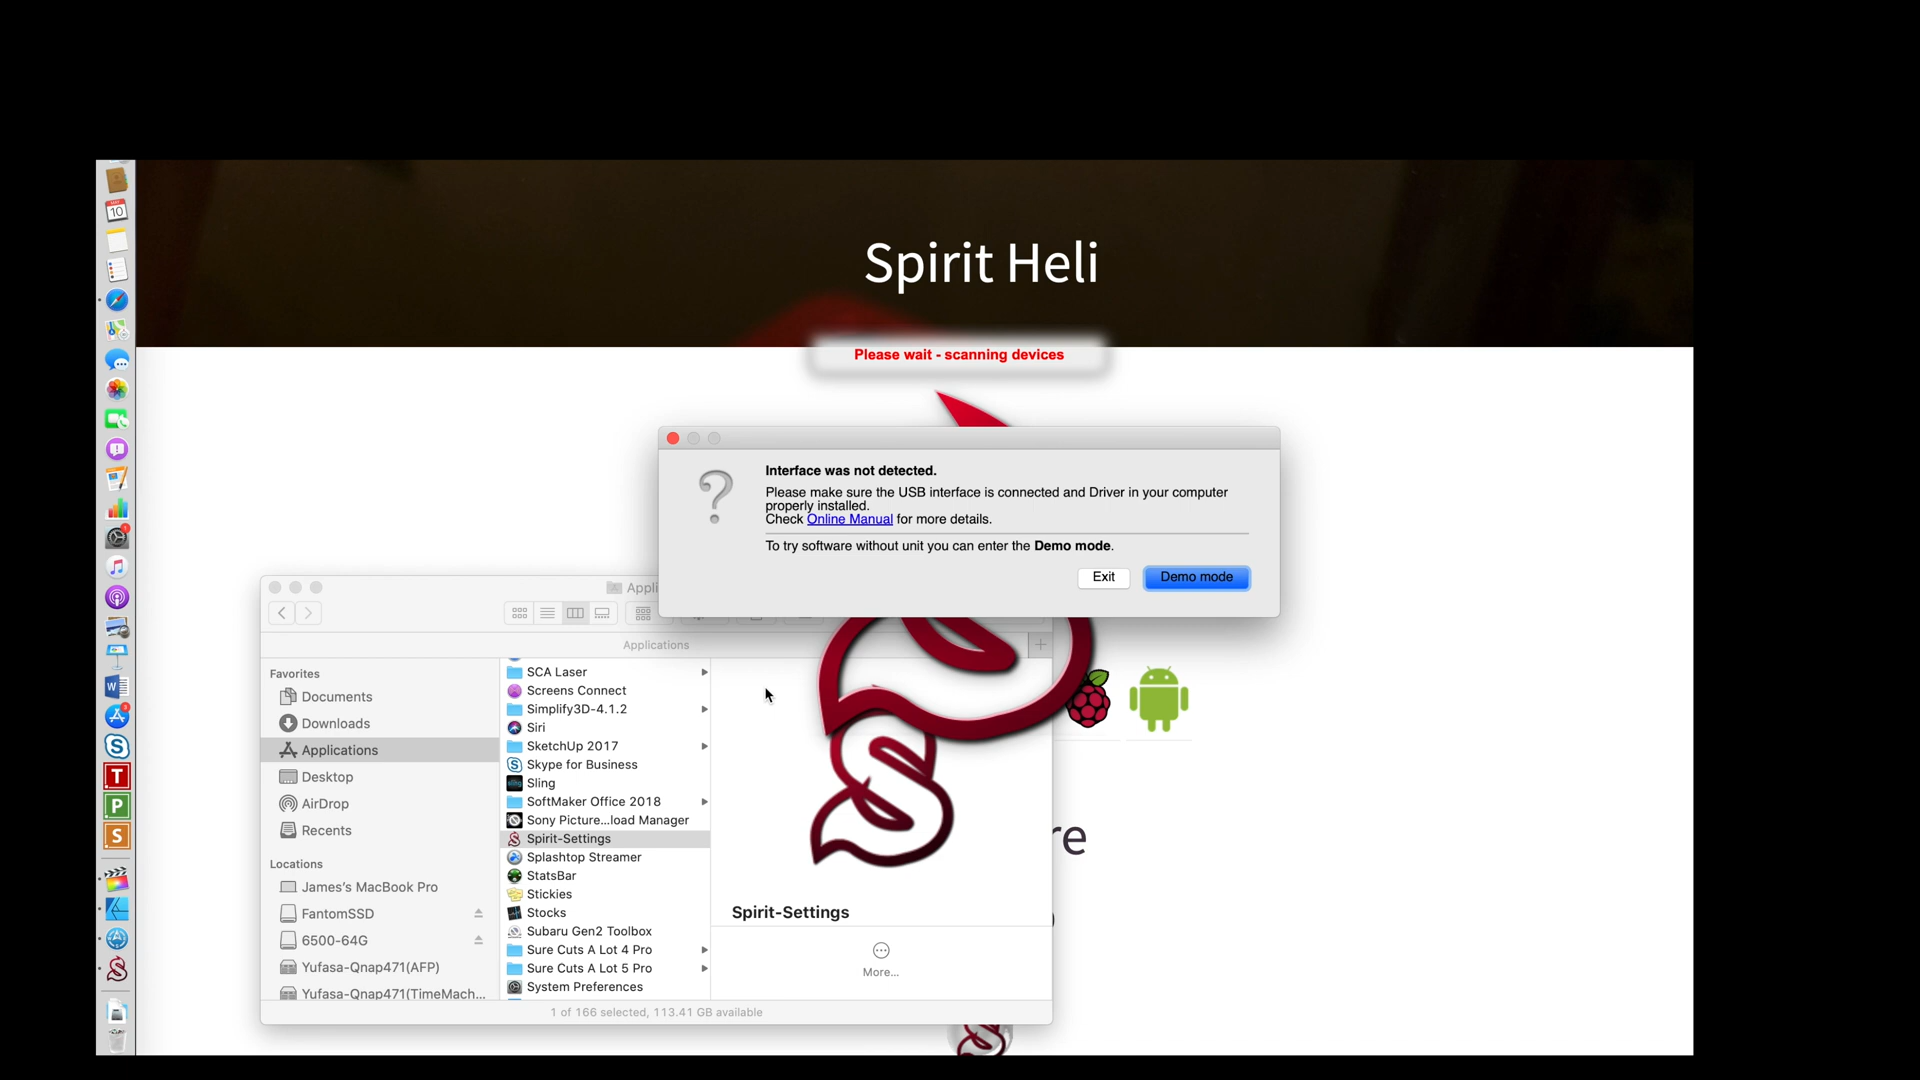 MAY
10
Spirit Heli
Please wait - scanning devices
Interface was not detected.
Please make sure the USB interface is connected and Driver in your computer
properly installed.
Check Online Manual for more details.
To try software without unit you can enter the Demo mode.
Exit
Demo mode
Appli
Applications
Favorites
Documents
Downloads
Applications
Desktop
AirDrop
Recents
Locations
James's MacBook Pro
FantomSSD
6500-64G
Yufasa-Qnap471(AFP)
Yufasa-Qnap471(TimeMach...
SCA Laser
Screens Connect
Simplify3D-4.1.2
Siri
SketchUp 2017
Skype for Business
Sling
SoftMaker Office 2018
Sony Picture...load Manager
Spirit-Settings
Splashtop Streamer
StatsBar
Stickies
Stocks
Subaru Gen2 Toolbox
Sure Cuts A Lot 4 Pro
Sure Cuts A Lot 5 Pro
System Preferences
Spirit-Settings
More...
1 of 166 selected, 113.41 GB available
re
W
S
T
P
S